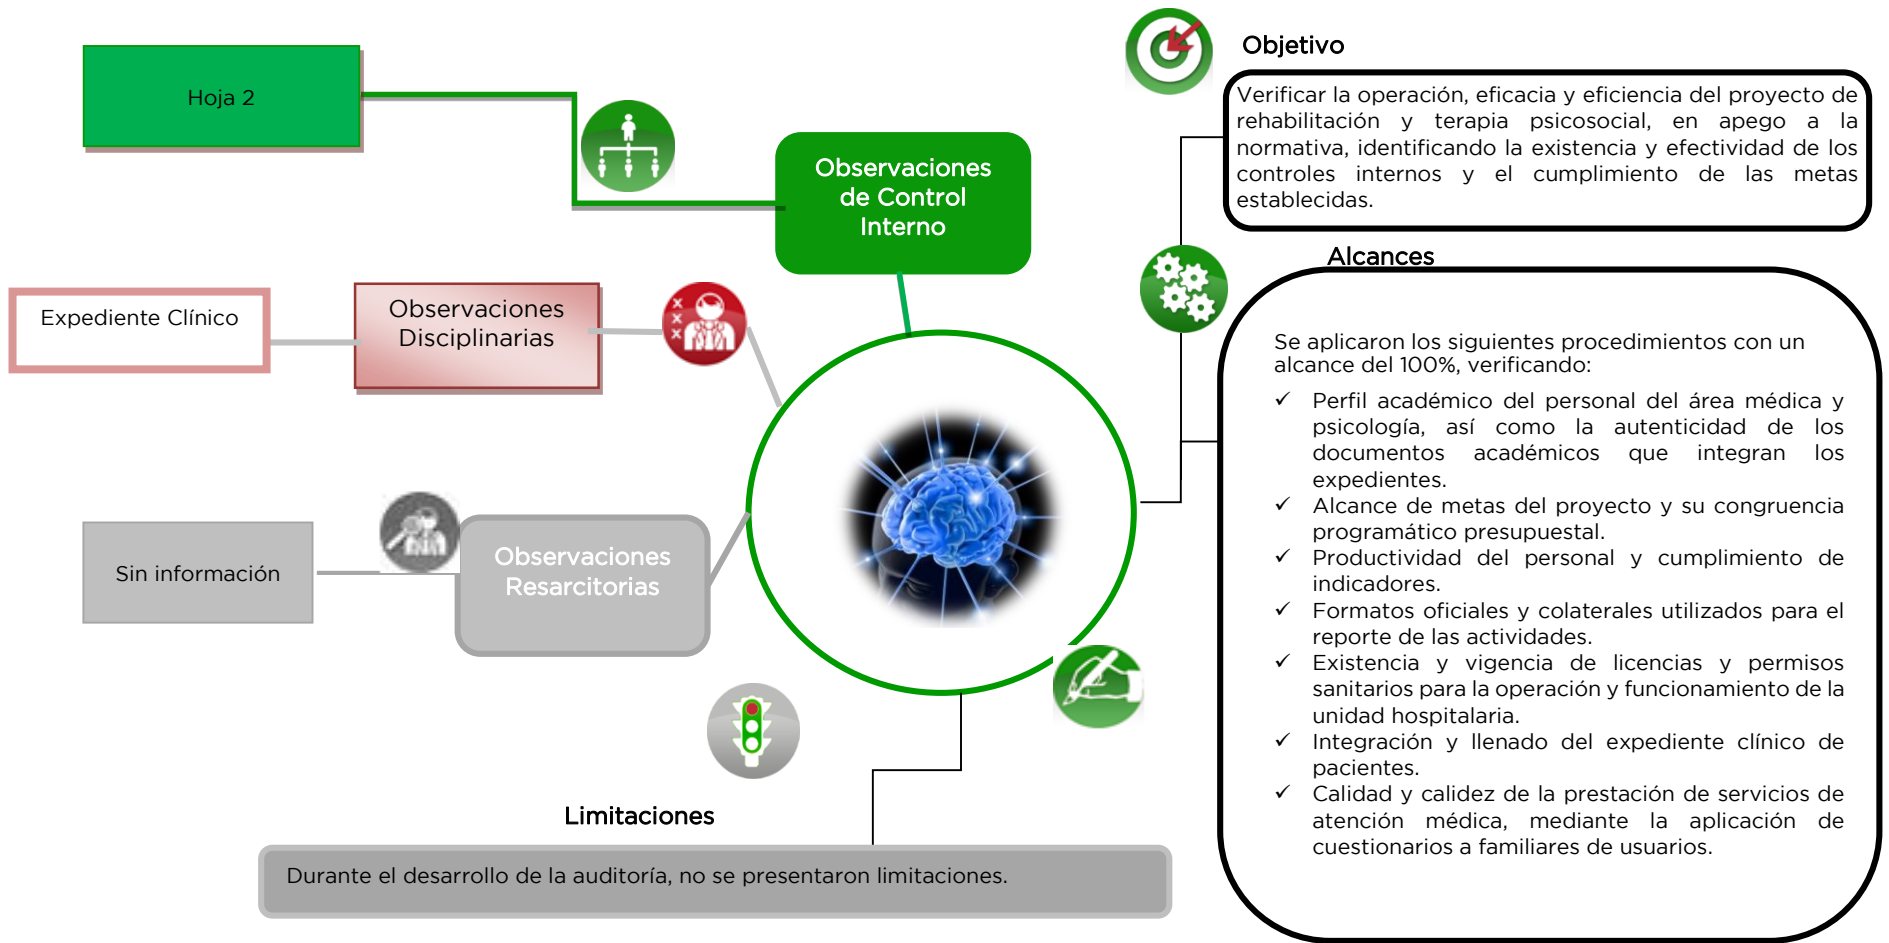 Hoja 2
Observaciones
de Control
Interno
Expediente Clínico
Observaciones
Disciplinarias
Sin información
Observaciones
Resarcitorias
Limitaciones
Durante el desarrollo de la auditoría, no se presentaron limitaciones.
Objetivo
Verificar la operación, eficacia y eficiencia del proyecto de
rehabilitación y terapia psicosocial, en apego a la
normativa, identificando la existencia y efectividad de los
controles internos y el cumplimiento de las metas
establecidas.
Alcances
Se aplicaron los siguientes procedimientos con un
alcance del 100%, verificando:
✓ Perfil académico del personal del área médica y
psicología, así como la autenticidad de los
documentos académicos que integran los
expedientes.
✓ Alcance de metas del proyecto y su congruencia
programático presupuestal.
✓ Productividad del personal y cumplimiento de
indicadores.
✓ Formatos oficiales y colaterales utilizados para el
reporte de las actividades.
✓ Existencia y vigencia de licencias y permisos
sanitarios para la operación y funcionamiento de la
unidad hospitalaria.
✓ Integración y llenado del expediente clínico de
pacientes.
✓ Calidad y calidez de la prestación de servicios de
atención médica, mediante la aplicación de
cuestionarios a familiares de usuarios.